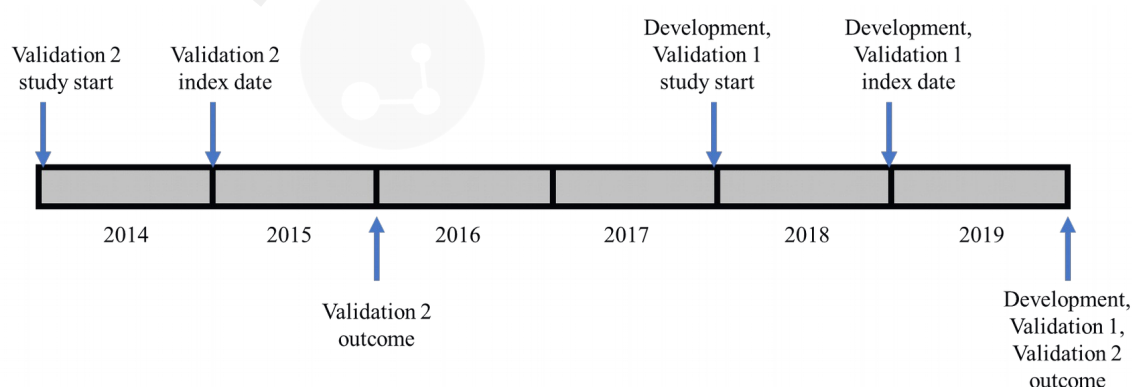 Validation 2
study start
Validation 2
index date
Development,
Validation 1
study start
Development,
Validation 1
index date
2014
2015
2016
2017
2018
2019
Validation 2
outcome
Development,
Validation 1,
Validation 2
outcome